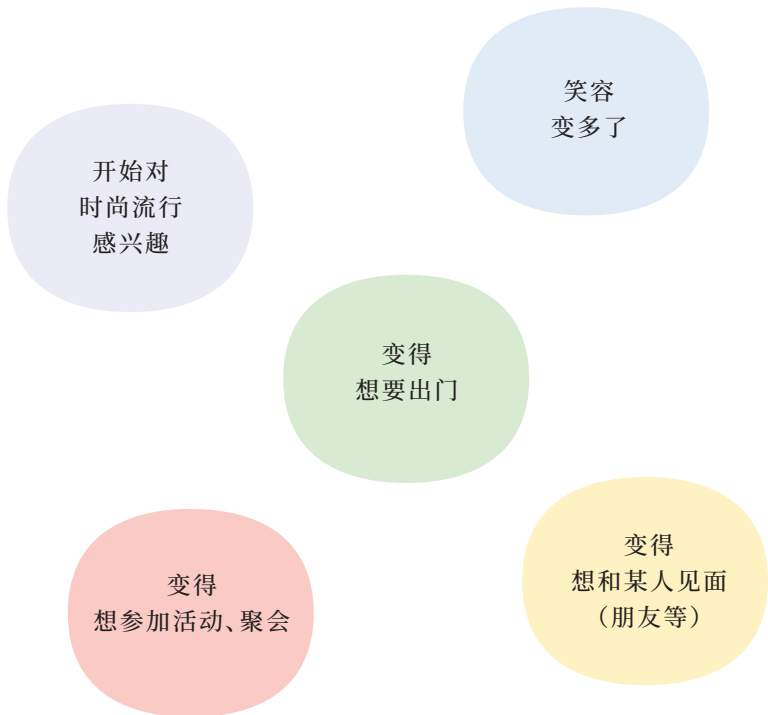 笑容
变多了
开始对
时尚流行
感兴趣
变得
想要出门
变得
想和某人见面
（朋友等）
变得
想参加活动、聚会